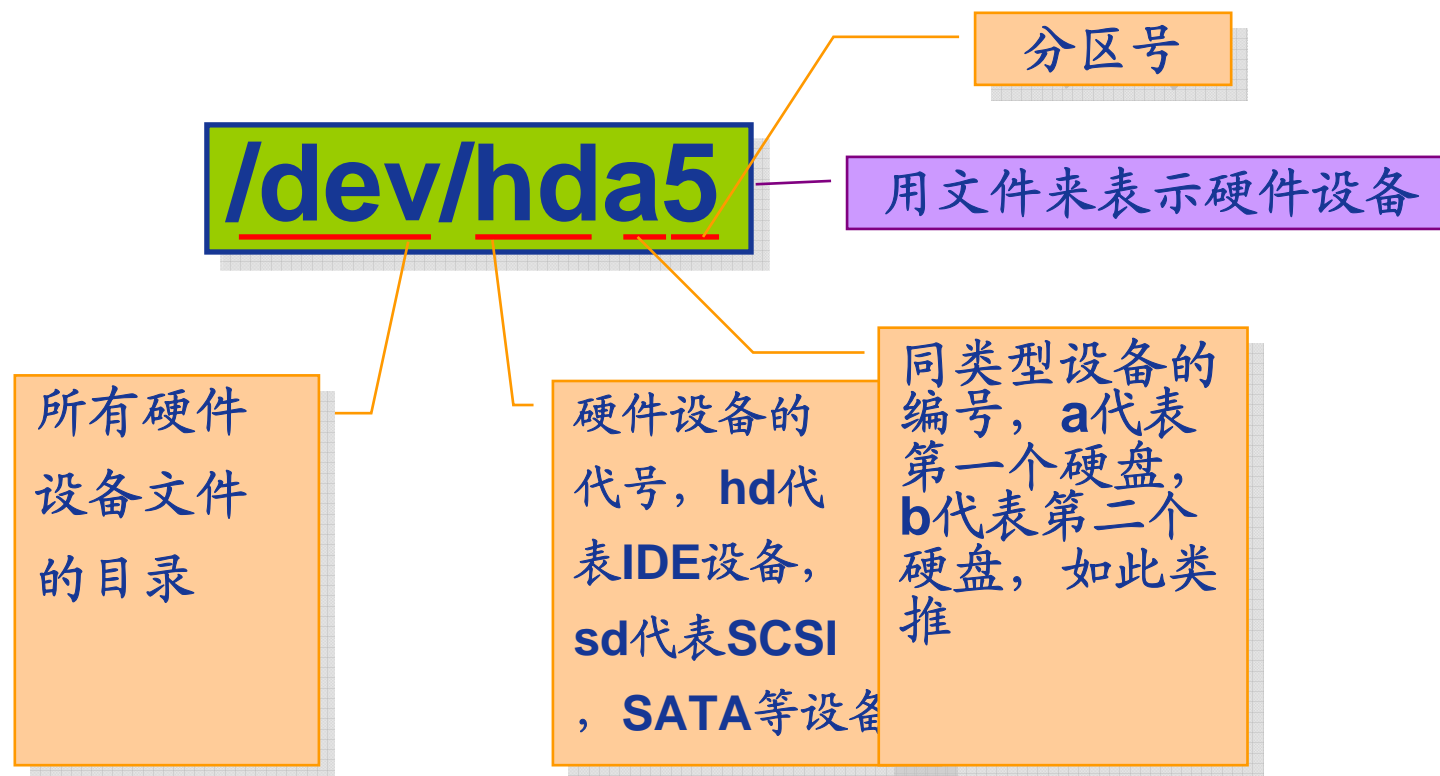 分区号
/dev/hda5
用文件来表示硬件设备
所有硬件
设备文件
的目录
硬件设备的
代号，hd代
表IDE设备，
sd代表SCSI
，SATA等设备
同类型设备的
编号，a代表
第一个硬盘，
b代表第二个
硬盘，如此类
推